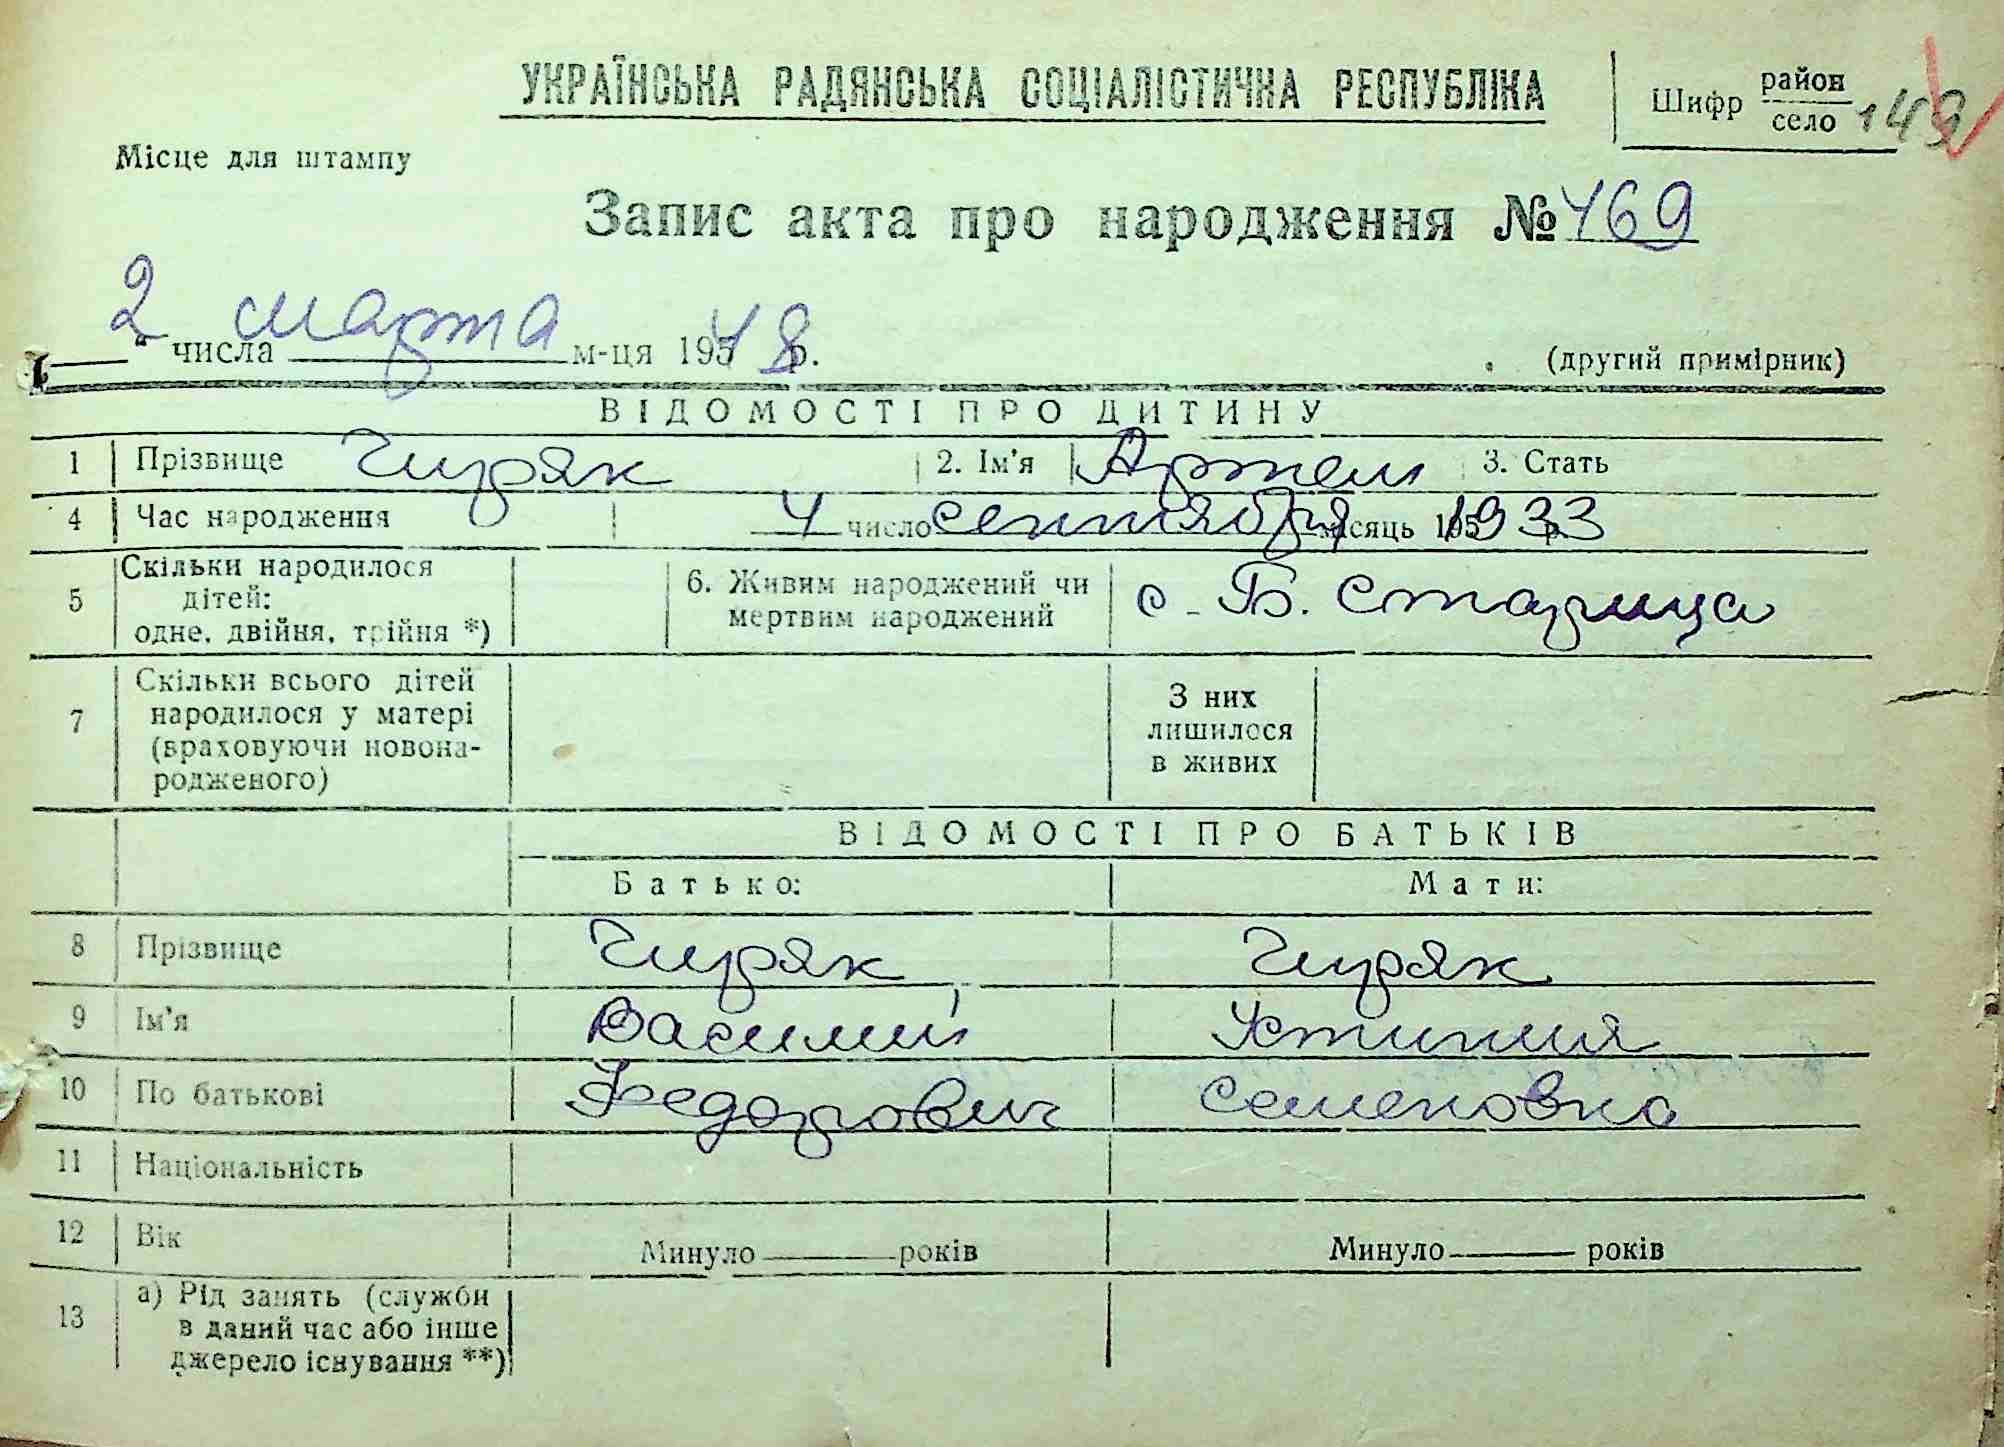 УКРАЇНСЬКА РАДЯНСЬКА СОЦІАЛІСТИЧНА РЕСПУБЛІКА
Шифр район село 149
Місце для штампу
Запис акта про народження № 469
2 " числа марта м-ця 1948 р.
(другий примірник)
ВІДОМОСТІ ПРО ДИТИНУ
1 Прізвище Чиряк 2. Ім'я Артем 3. Стать
4 Час народження 4 число сентября місяць 1933 р.
5 Скільки народилося дітей: одне, двійня, трійня *) 6. Живим народжений чи мертвим народжений с. Б. Старица
7 Скільки всього дітей народилося у матері (враховуючи новонародженого) З них лишилося в живих
ВІДОМОСТІ ПРО БАТЬКІВ
Батько: Мати:
8 Прізвище Чиряк Чиряк
9 Ім'я Василий Устиния
10 По батькові Федорович Семеновна
11 Національність
12 Вік Минуло років Минуло років
13 а) Рід занять (служби в даний час або інше джерело існування **)